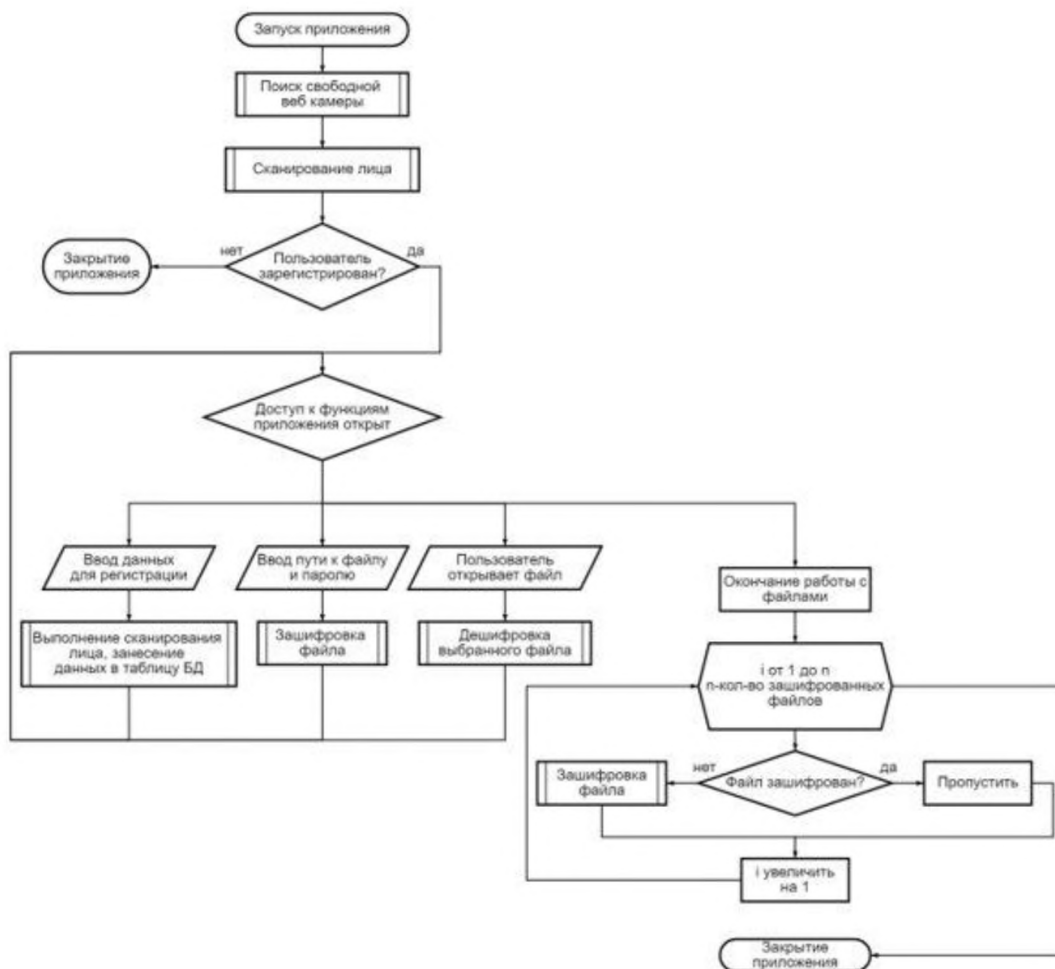 Запуск приложения
Поиск свободной
веб камеры
Сканирование лица
нет
да
Пользователь
зарегистрирован?
Закрытие
приложения
Доступ к функциям
приложения открыт
Ввод данных
для регистрации
Ввод пути к файлу
и паролю
Пользователь
открывает файл
Окончание работы с
файлами
Выполнение сканирования
лица, занесение
данных в таблицу БД
Зашифровка
файла
Дешифровка
выбранного файла
i от 1 до n
n-кол-во зашифрованных
файлов
Зашифровка
файла
нет
Файл зашифрован?
да
Пропустить
i увеличить
на 1
Закрытие
приложения